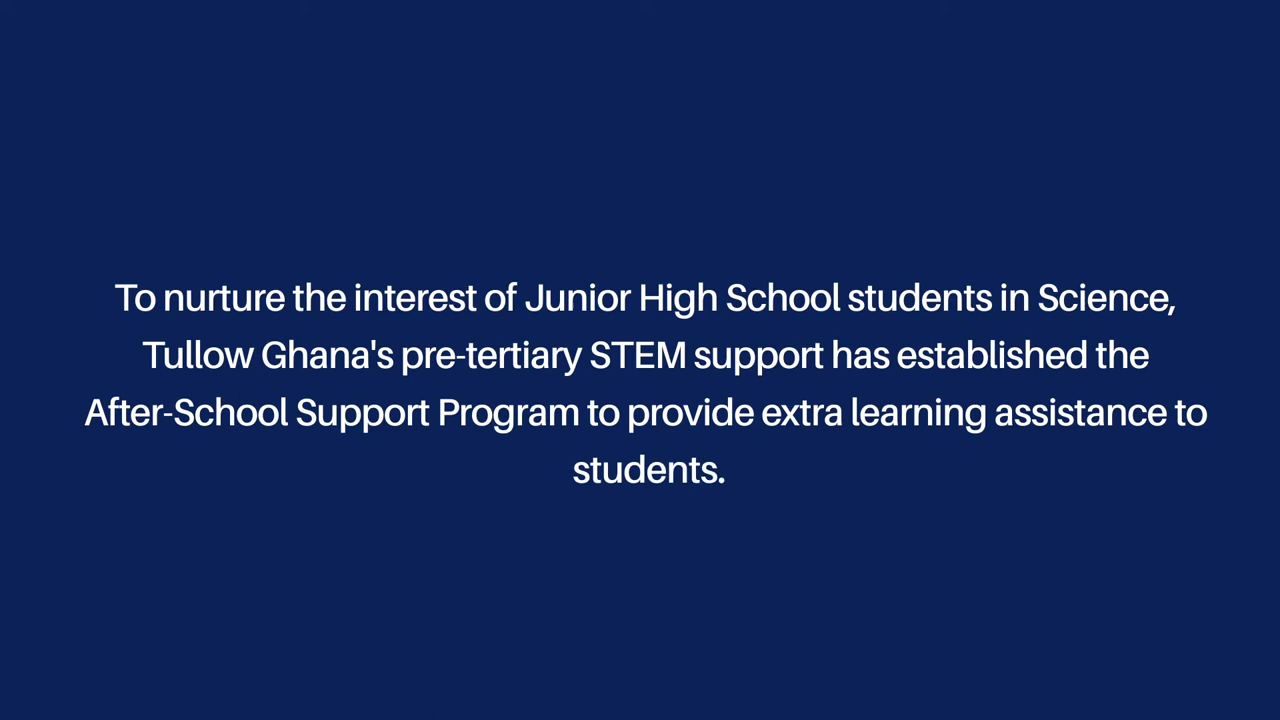 To nurture the interest of Junior High School students in Science,
Tullow Ghana's pre-tertiary STEM support has established the
After-School Support Program to provide extra learning assistance to
students.